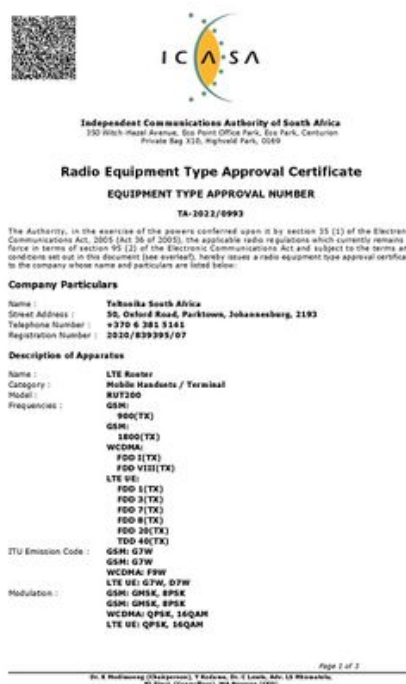 ICASA
Independent Communications Authority of South Africa
350 Witch-Hazel Avenue, Eco Point Office Park, Eco Park, Centurion
Private Bag X10, Highveld Park, 0169
Radio Equipment Type Approval Certificate
EQUIPMENT TYPE APPROVAL NUMBER
TA-2022/0993
The Authority, in the exercise of the powers conferred upon it by section 35 (1) of the Electron
Communications Act, 2005 (Act 36 of 2005), the applicable radio regulations which currently remains
force in terms of section 95 (2) of the Electronic Communications Act and subject to the terms an
conditions set out in this document (see overleaf), hereby issues a radio equipment type approval certifica
to the company whose name and particulars are listed below:
Company Particulars
Name : Teltonika South Africa
Street Address : 50, Oxford Road, Parktown, Johannesburg, 2193
Telephone Number : +370 6 381 5161
Registration Number : 2020/839395/07
Description of Apparatus
Name : LTE Router
Category : Mobile Handsets / Terminal
Model : RUT200
Frequencies : GSM:
900(TX)
GSM:
1800(TX)
WCDMA:
FDD I(TX)
FDD VIII(TX)
LTE UE:
FDD 1(TX)
FDD 3(TX)
FDD 7(TX)
FDD 8(TX)
FDD 20(TX)
TDD 40(TX)
ITU Emission Code : GSM: G7W
GSM: G7W
WCDMA: F9W
LTE UE: G7W, D7W
Modulation : GSM: GMSK, 8PSK
GSM: GMSK, 8PSK
WCDMA: QPSK, 16QAM
LTE UE: QPSK, 16QAM
Page 1 of 3
Dr. K Modimoeng (Chairperson), Y Kedama, Dr. C Lewis, Adv. LS Mkumatela,